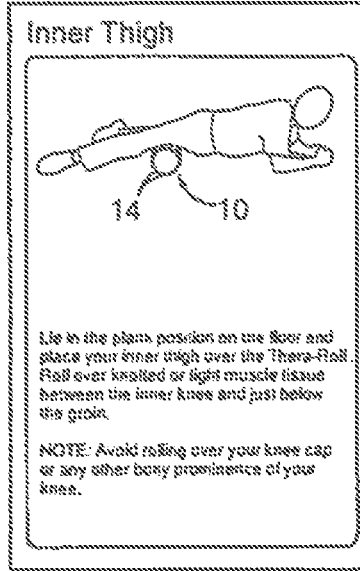 Inner Thigh
14 10
Lie in the plank position on the floor and
place your inner thigh over the Thera-Roll.
Roll over knotted or tight muscle tissue
between the inner knee and just below
the groin.
NOTE: Avoid rolling over your knee cap
or any other bony prominence of your
knee.